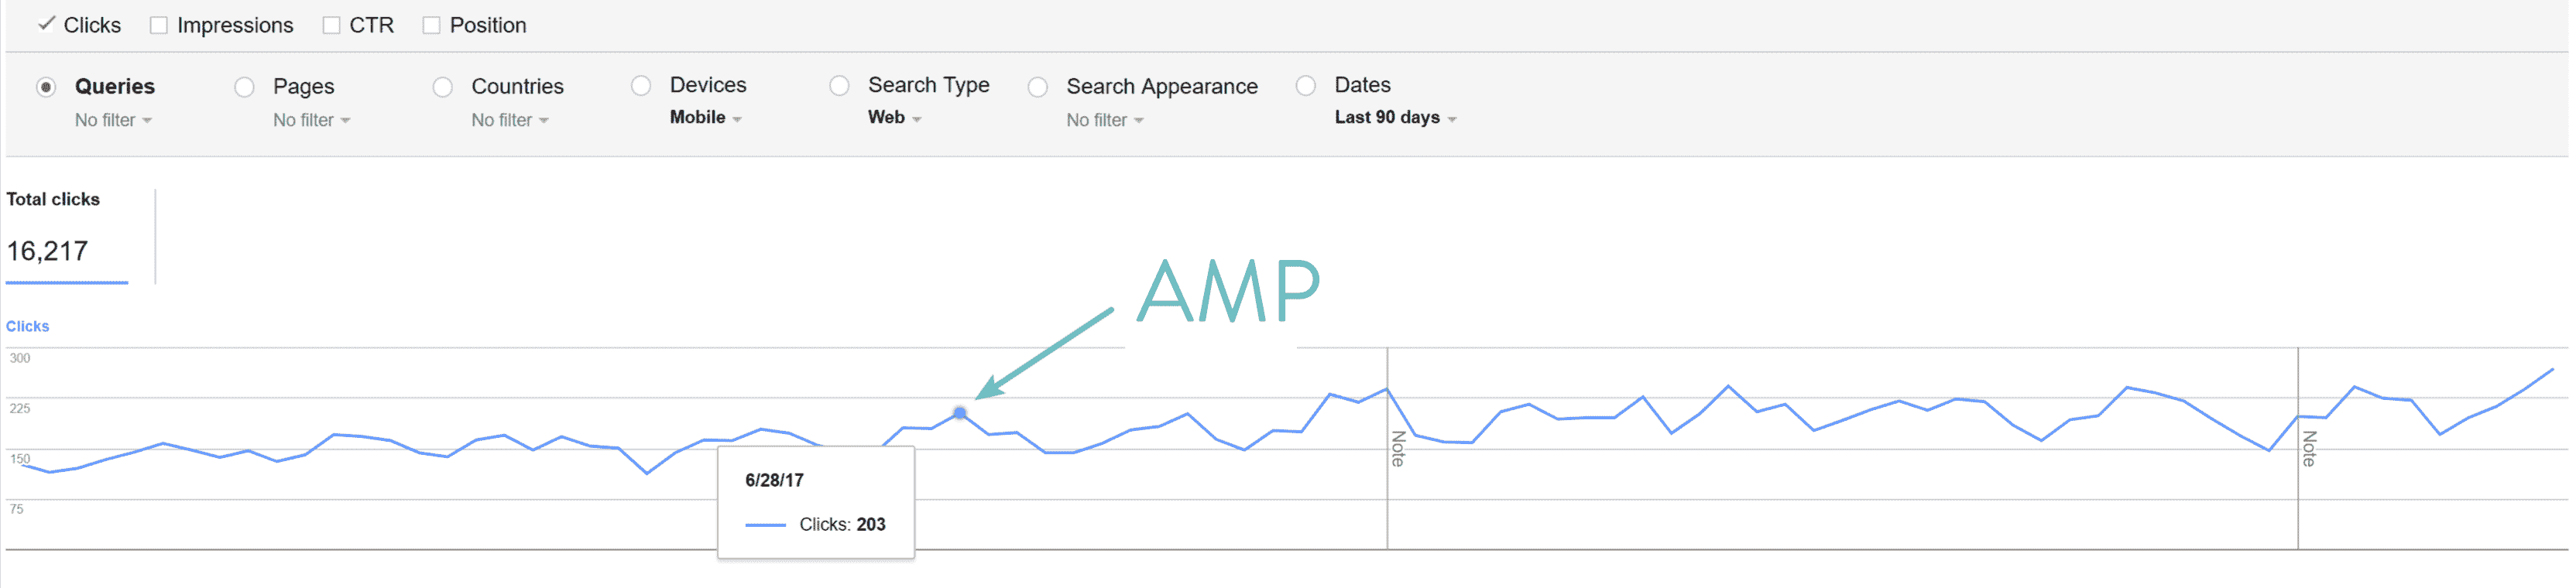 Clicks Impressions CTR Position
Queries Pages Countries Devices Search Type Search Appearance Dates
No filter No filter No filter Mobile Web No filter Last 90 days
Total clicks
16,217
AMP
Clicks
300
225
150
75
Note
Note
6/28/17
Clicks: 203